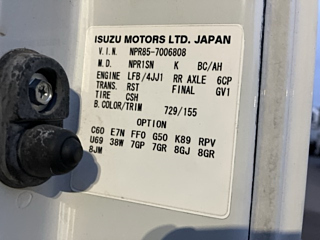 ISUZU MOTORS LTD. JAPAN
V.I.N. NPR85-7006808
M.D. NPR1SN K BC/AH
ENGINE LFB/4JJ1 RR AXLE 6CP
TRANS. RST FINAL GV1
TIRE CSH
B.COLOR/TRIM 729/155
OPTION
C60 E7N FF0 G50 K89 RPV
U69 38W 7GP 7GR 8GJ 8GR
8JM